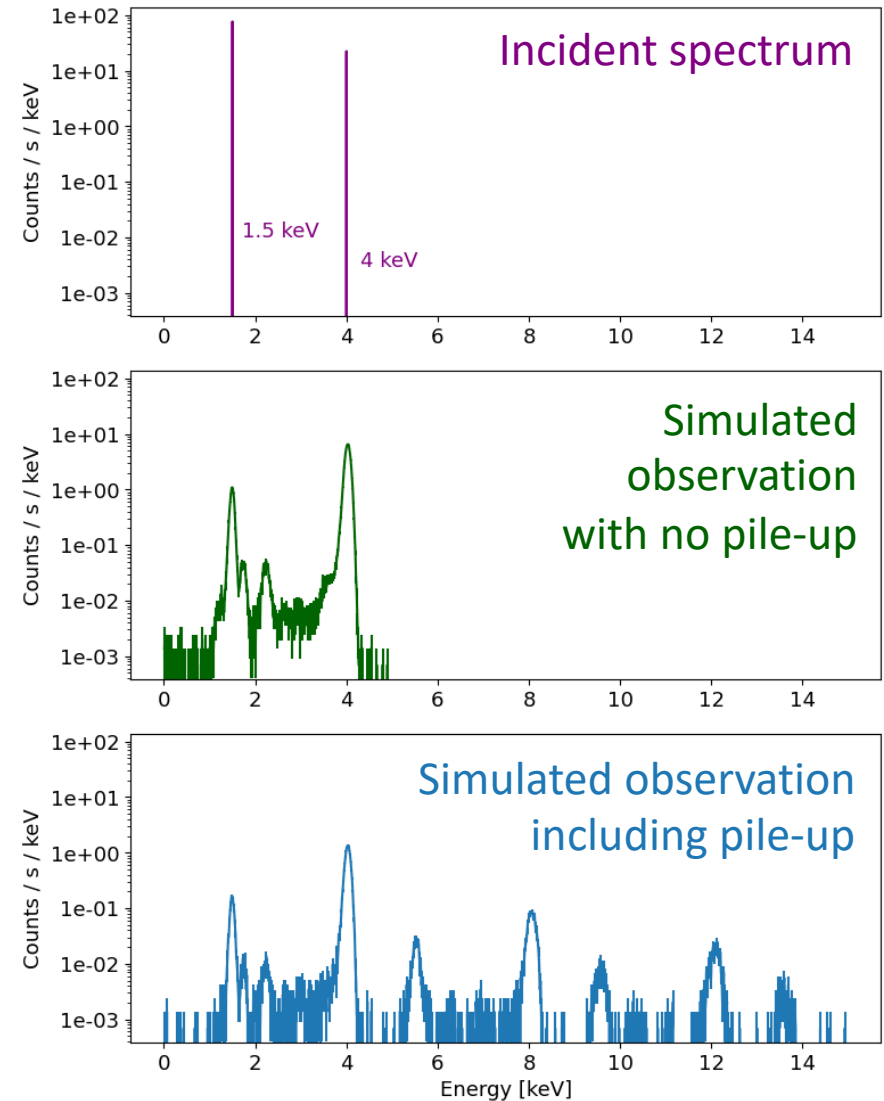 Incident spectrum
1e+02
1e+01
1e+00
1e-01
1e-02
1e-03
Counts / s / keV
1.5 keV
4 keV
0 2 4 6 8 10 12 14
Simulated
observation
with no pile-up
1e+02
1e+01
1e+00
1e-01
1e-02
1e-03
Counts / s / keV
0 2 4 6 8 10 12 14
Simulated observation
including pile-up
1e+02
1e+01
1e+00
1e-01
1e-02
1e-03
Counts / s / keV
0 2 4 6 8 10 12 14
Energy [keV]